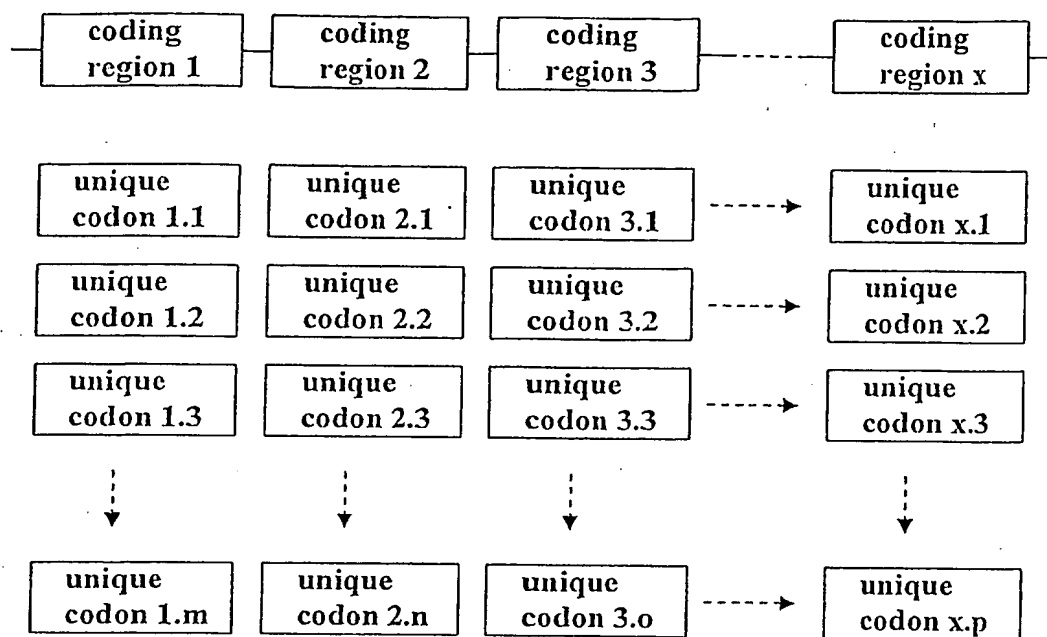 coding
region 1
coding
region 2
coding
region 3
coding
region x
unique
codon 1.1
unique
codon 2.1
unique
codon 3.1
unique
codon x.1
unique
codon 1.2
unique
codon 2.2
unique
codon 3.2
unique
codon x.2
unique
codon 1.3
unique
codon 2.3
unique
codon 3.3
unique
codon x.3
unique
codon 1.m
unique
codon 2.n
unique
codon 3.o
unique
codon x.p